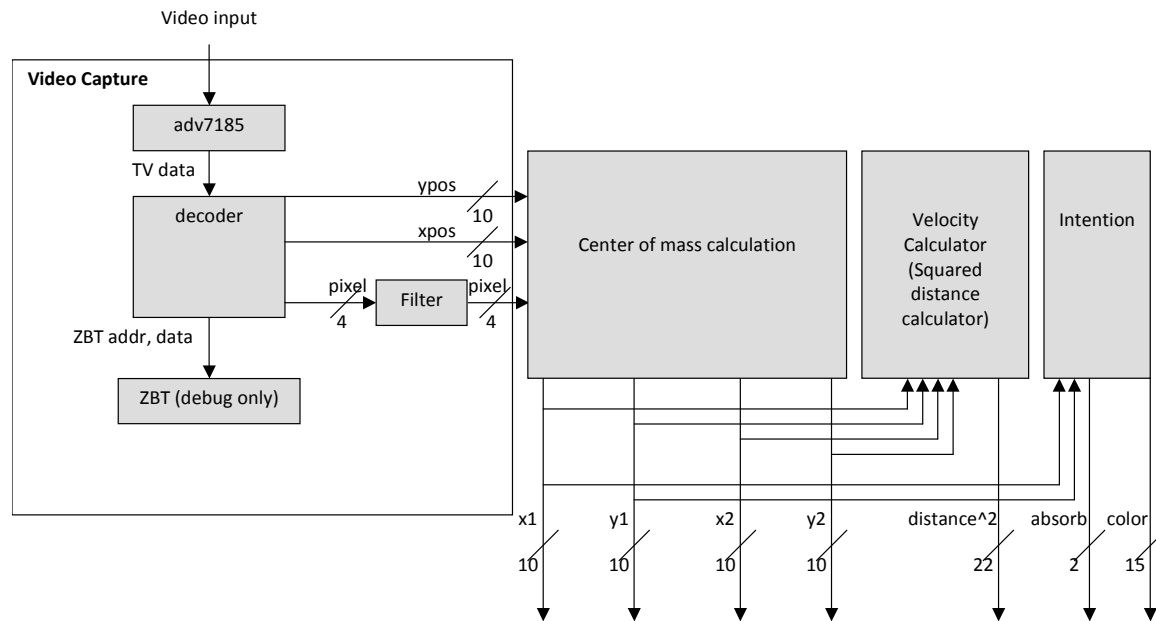 Video input
Video Capture
adv7185
TV data
decoder
ypos
10
xpos
10
pixel
4
Filter
pixel
4
ZBT addr, data
ZBT (debug only)
Center of mass calculation
Velocity
Calculator
(Squared
distance
calculator)
Intention
x1
10
y1
10
x2
10
y2
10
distance^2
22
absorb
2
color
15